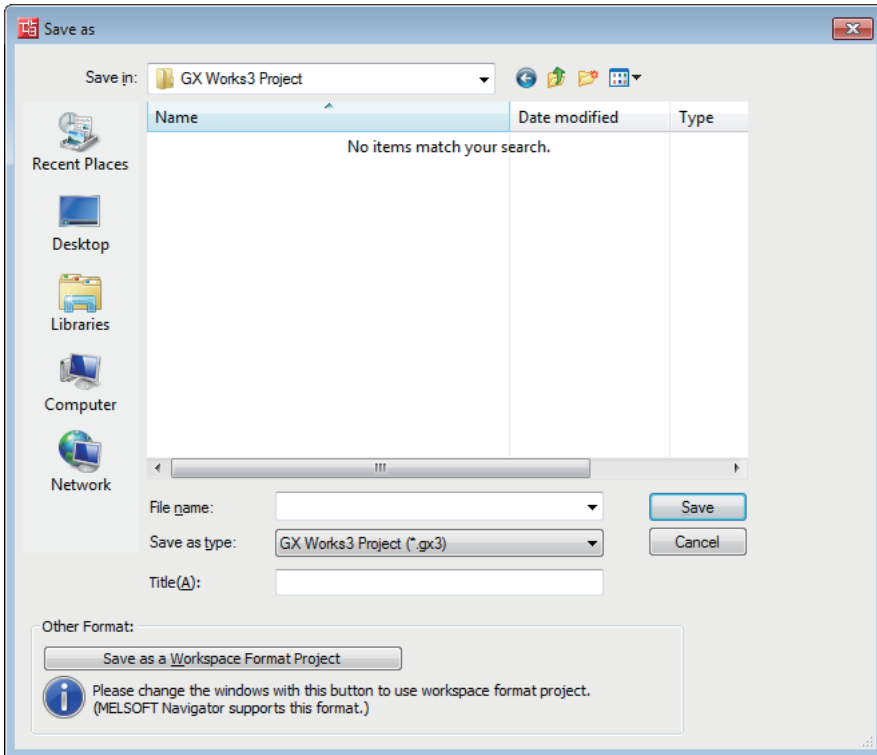 Save as
Save in: GX Works3 Project
Name Date modified Type
No items match your search.
Recent Places
Desktop
Libraries
Computer
Network
File name: Save
Save as type: GX Works3 Project (*.gx3) Cancel
Title(A):
Other Format:
Save as a Workspace Format Project
Please change the windows with this button to use workspace format project.
(MELSOFT Navigator supports this format.)